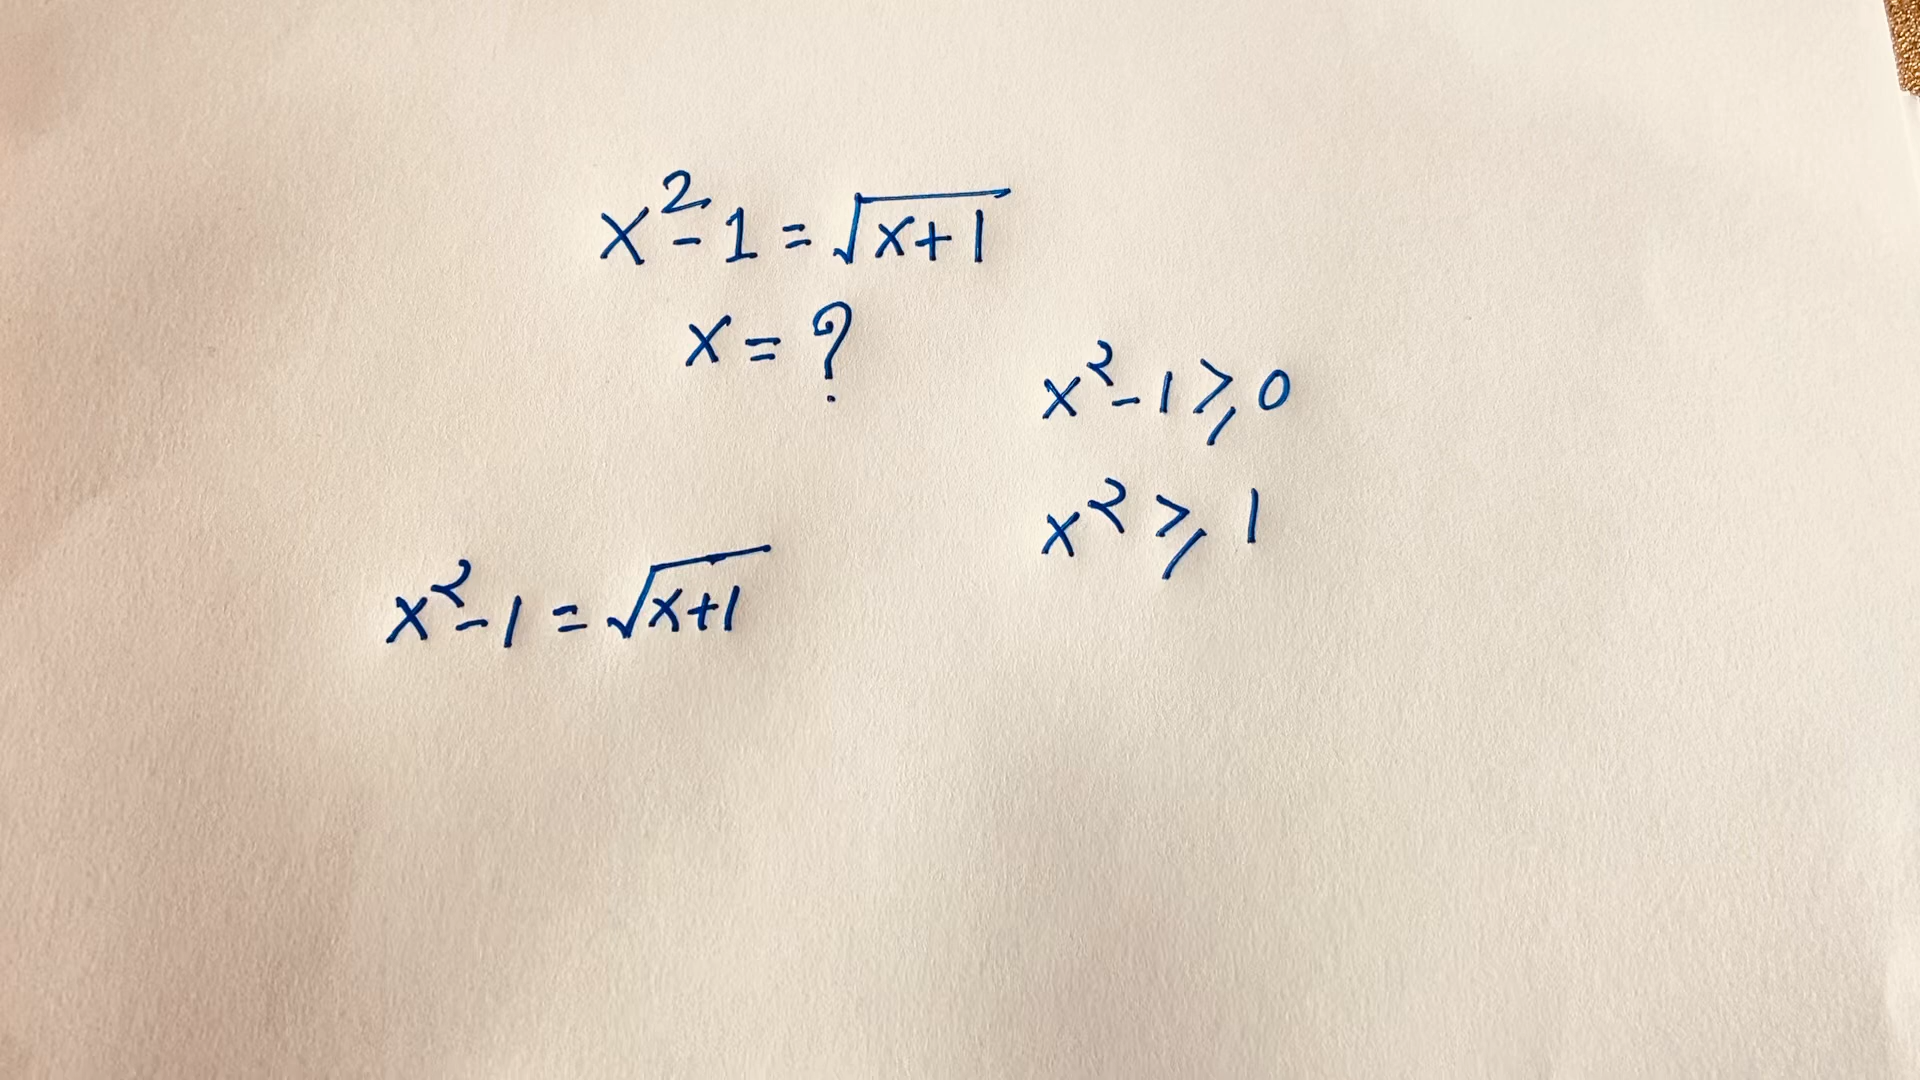 x² - 1 = √(x+1)
x = ?
x² - 1 ⩾ 0
x² ⩾ 1
x² - 1 = √(x+1)